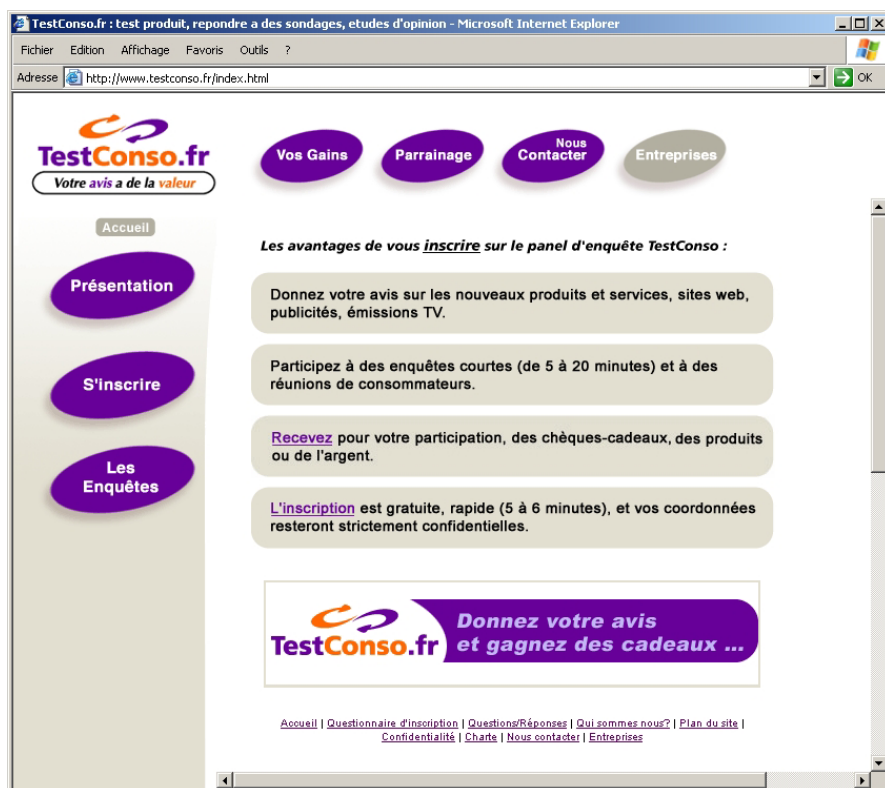 TestConso.fr : test produit, repondre a des sondages, etudes d'opinion - Microsoft Internet Explorer
Fichier Edition Affichage Favoris Outils ?
Adresse http://www.testconso.fr/index.html OK
TestConso.fr
Votre avis a de la valeur
Vos Gains
Parrainage
Nous
Contacter
Entreprises
Accueil
Présentation
S'inscrire
Les
Enquêtes
Les avantages de vous inscrire sur le panel d'enquête TestConso :
Donnez votre avis sur les nouveaux produits et services, sites web,
publicités, émissions TV.
Participez à des enquêtes courtes (de 5 à 20 minutes) et à des
réunions de consommateurs.
Recevez pour votre participation, des chèques-cadeaux, des produits
ou de l'argent.
L'inscription est gratuite, rapide (5 à 6 minutes), et vos coordonnées
resteront strictement confidentielles.
TestConso.fr
Donnez votre avis
et gagnez des cadeaux ...
Accueil | Questionnaire d'inscription | Questions/Réponses | Qui sommes nous? | Plan du site |
Confidentialité | Charte | Nous contacter | Entreprises